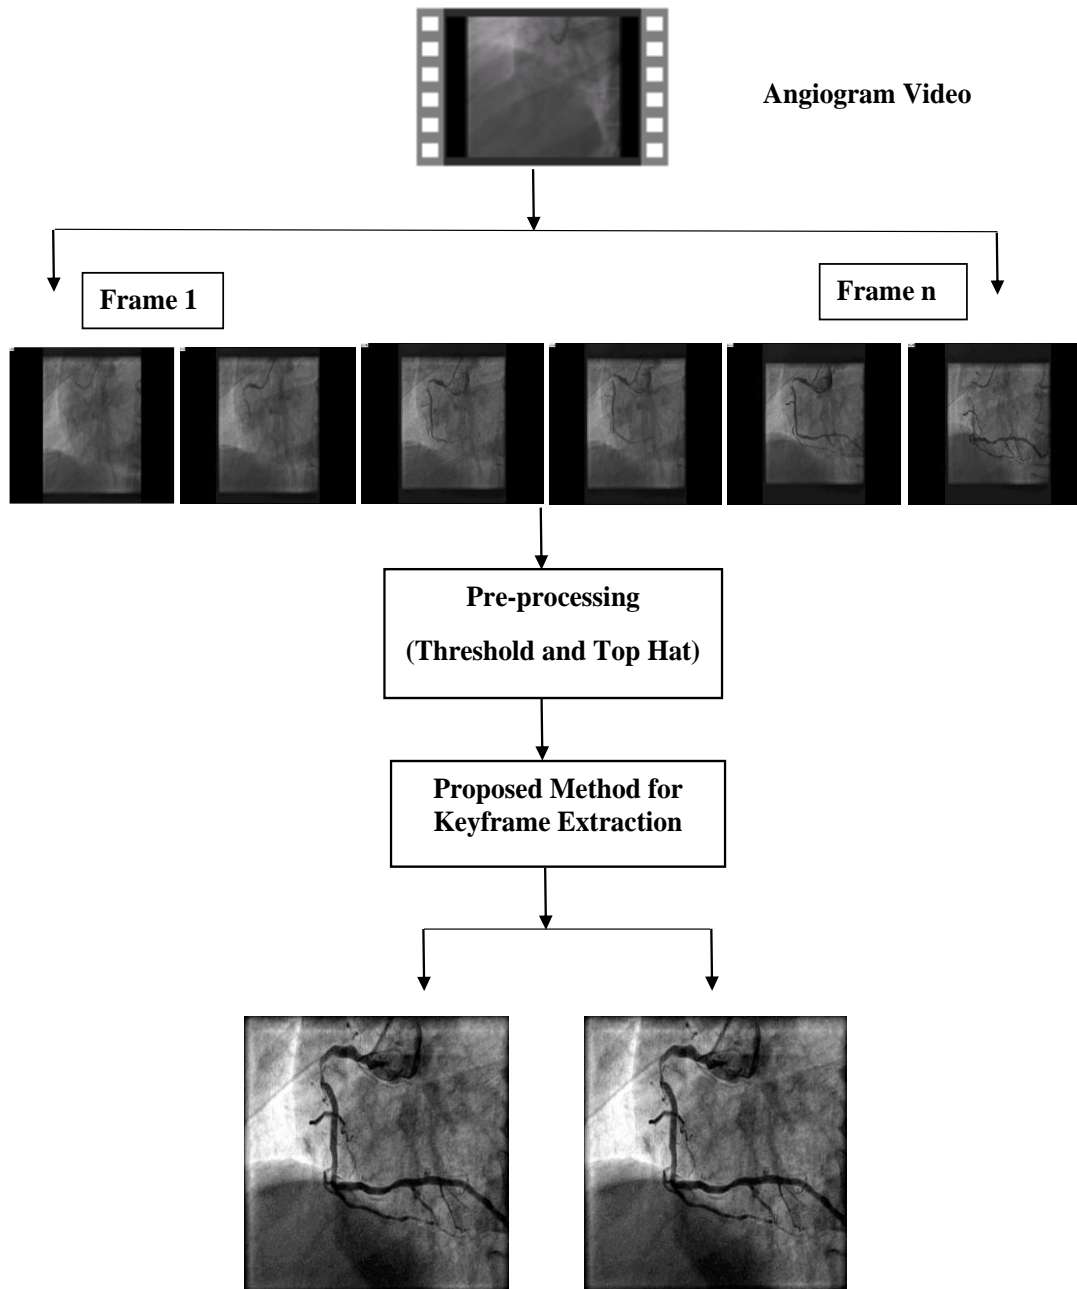 Angiogram Video
Frame 1
Frame n
Pre-processing
(Threshold and Top Hat)
Proposed Method for
Keyframe Extraction